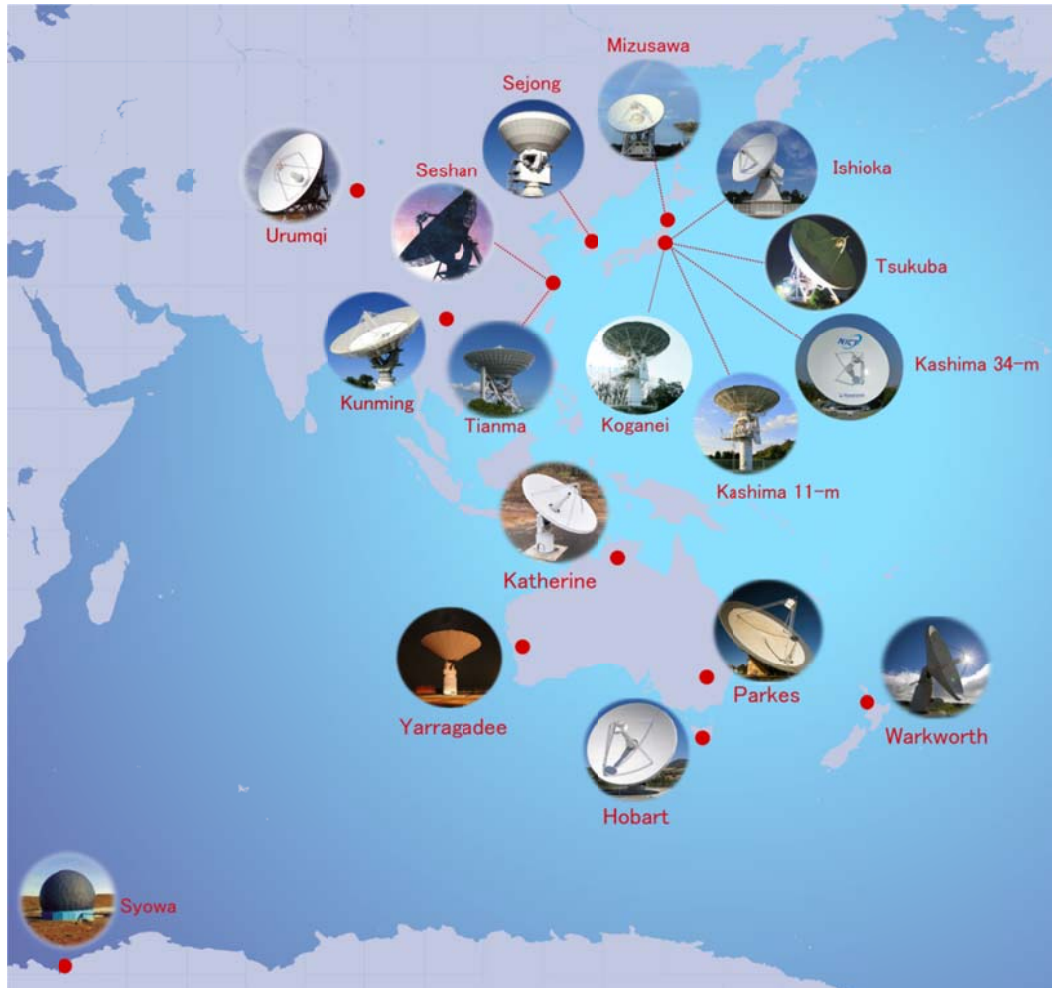 Mizusawa
Sejong
Ishioka
Seshan
Urumqi
Tsukuba
NICT
Kashima 34-m
Kunming
Tianma
Koganei
Kashima 11-m
Katherine
Parkes
Yarragadee
Warkworth
Hobart
Syowa